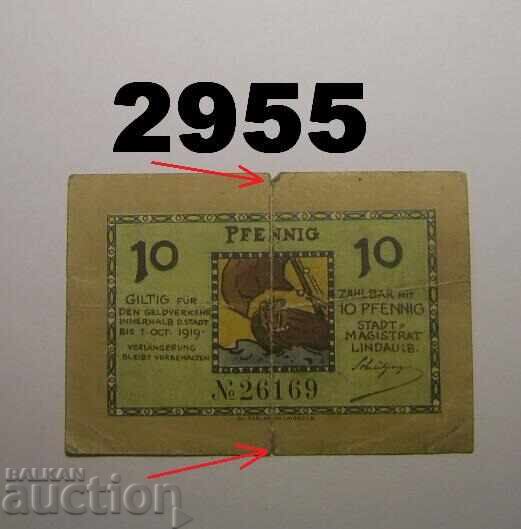 2955
PFENNIG
10
10
GILTIG FÜR
DEN GELDVERKEHR
INNERHALB D. STADT
BIS 1. OCT. 1919.
VERLÄNGERUNG
BLEIBT VORBEHALTEN
ZAHLBAR MIT
10 PFENNIG
STADT-
MAGISTRAT
LINDAU I.B.
No 26169
BALKAN
auction